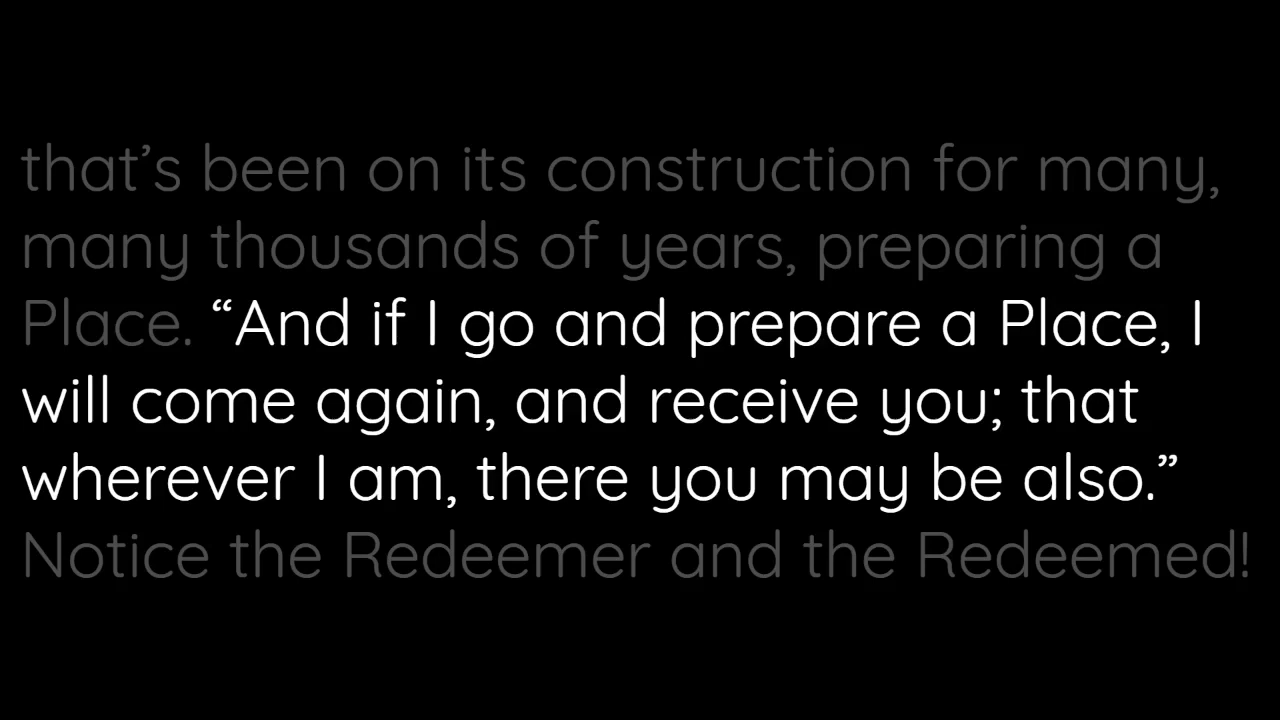 that’s been on its construction for many,
many thousands of years, preparing a
Place. “And if I go and prepare a Place, I
will come again, and receive you; that
wherever I am, there you may be also.”
Notice the Redeemer and the Redeemed!